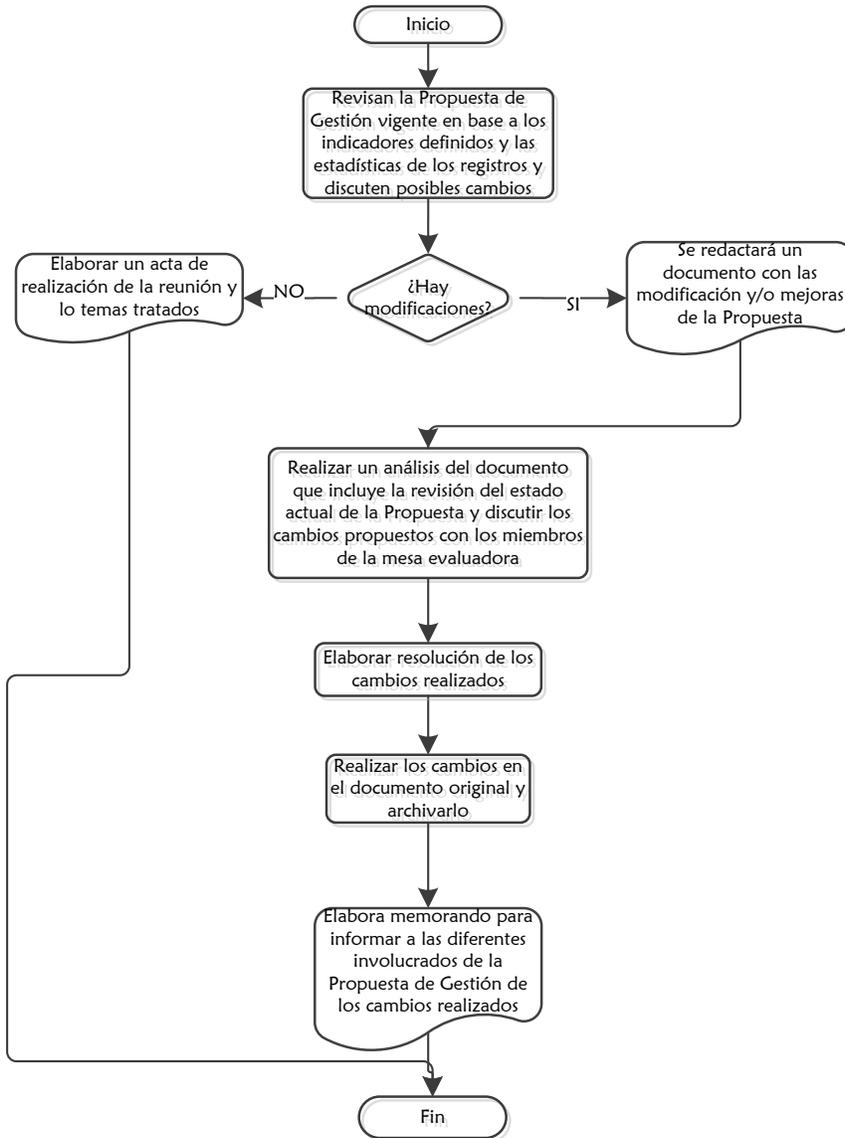 Inicio
Revisan la Propuesta de
Gestión vigente en base a los
indicadores definidos y las
estadísticas de los registros y
discuten posibles cambios
¿Hay
modificaciones?
NO
SI
Elaborar un acta de
realización de la reunión y
lo temas tratados
Se redactará un
documento con las
modificación y/o mejoras
de la Propuesta
Realizar un análisis del documento
que incluye la revisión del estado
actual de la Propuesta y discutir los
cambios propuestos con los miembros
de la mesa evaluadora
Elaborar resolución de los
cambios realizados
Realizar los cambios en
el documento original y
archivarlo
Elabora memorando para
informar a las diferentes
involucrados de la
Propuesta de Gestión de
los cambios realizados
Fin